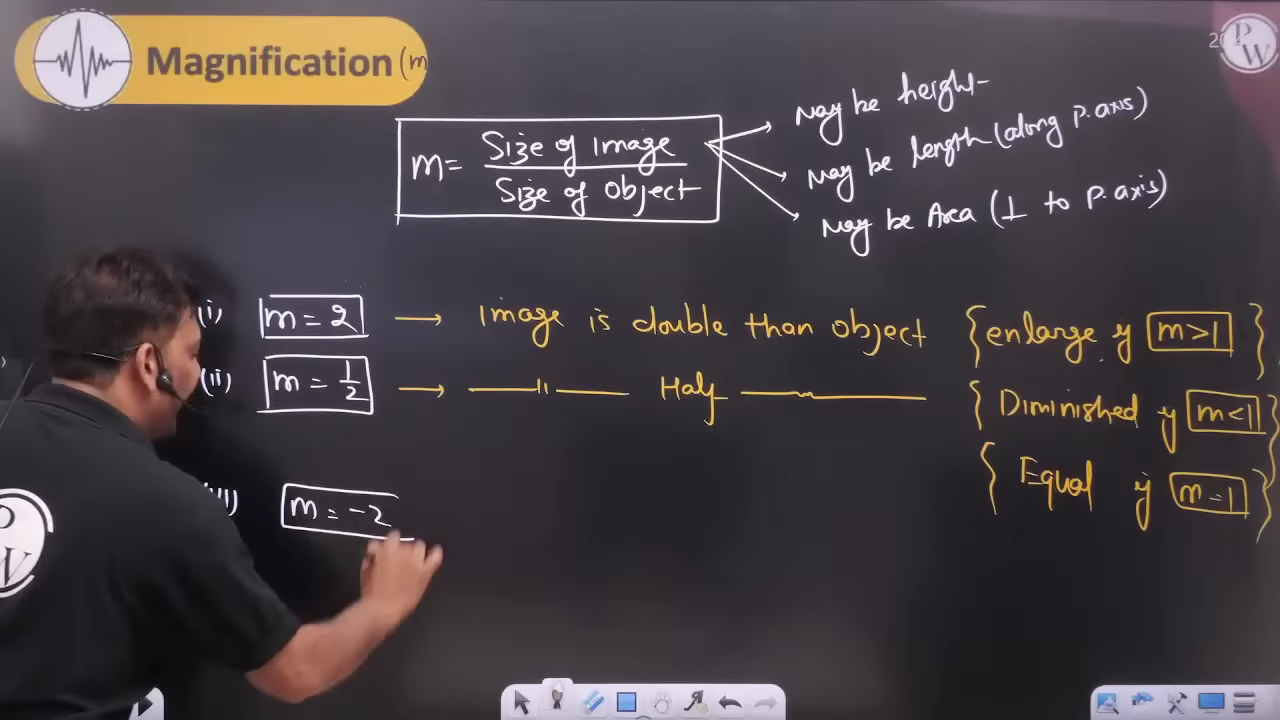 Magnification (m
PW
m = Size of Image / Size of Object
May be height
May be length (along P. axis)
May be Area (⊥ to P. axis)
(i) m = 2 → Image is double than object {enlarge if m>1}
(ii) m = 1/2 → —— 11 —— Half —— {Diminished if m<1}
{Equal if m=1}
m = -2
P
W